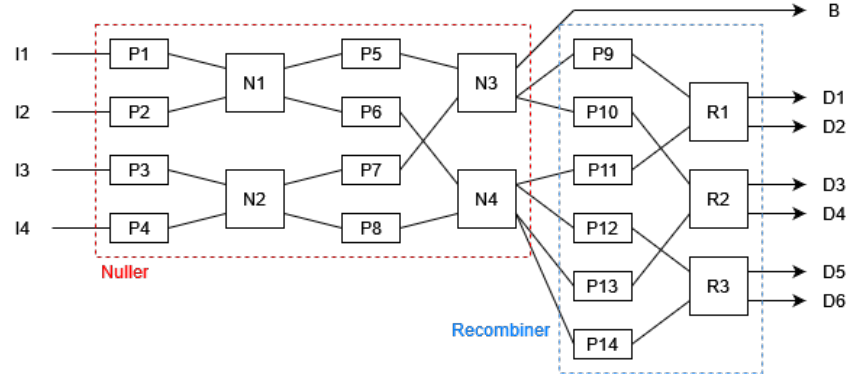 B
I1
P1
P5
P9
N1
N3
I2
P2
P6
P10
R1
D1
D2
I3
P3
P7
P11
N2
N4
R2
D3
D4
I4
P4
P8
P12
Nuller
P13
R3
D5
D6
Recombiner
P14